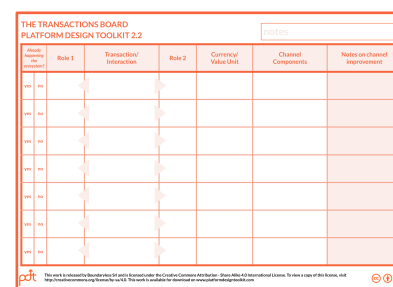 THE TRANSACTIONS BOARD
PLATFORM DESIGN TOOLKIT 2.2
notes
Already
happening
the
ecosystem?
Role 1
Transaction/
Interaction
Role 2
Currency/
Value Unit
Channel
Components
Notes on channel
improvement
yes no
yes no
yes no
yes no
yes no
yes no
yes no
pdt
This work is released by Boundaryless Srl and is licensed under the Creative Commons Attribution - Share Alike 4.0 International License. To view a copy of this license, visit
http://creativecommons.org/license/by-sa/4.0. This work is available for download on www.platformdesigntoolkit.com
cc